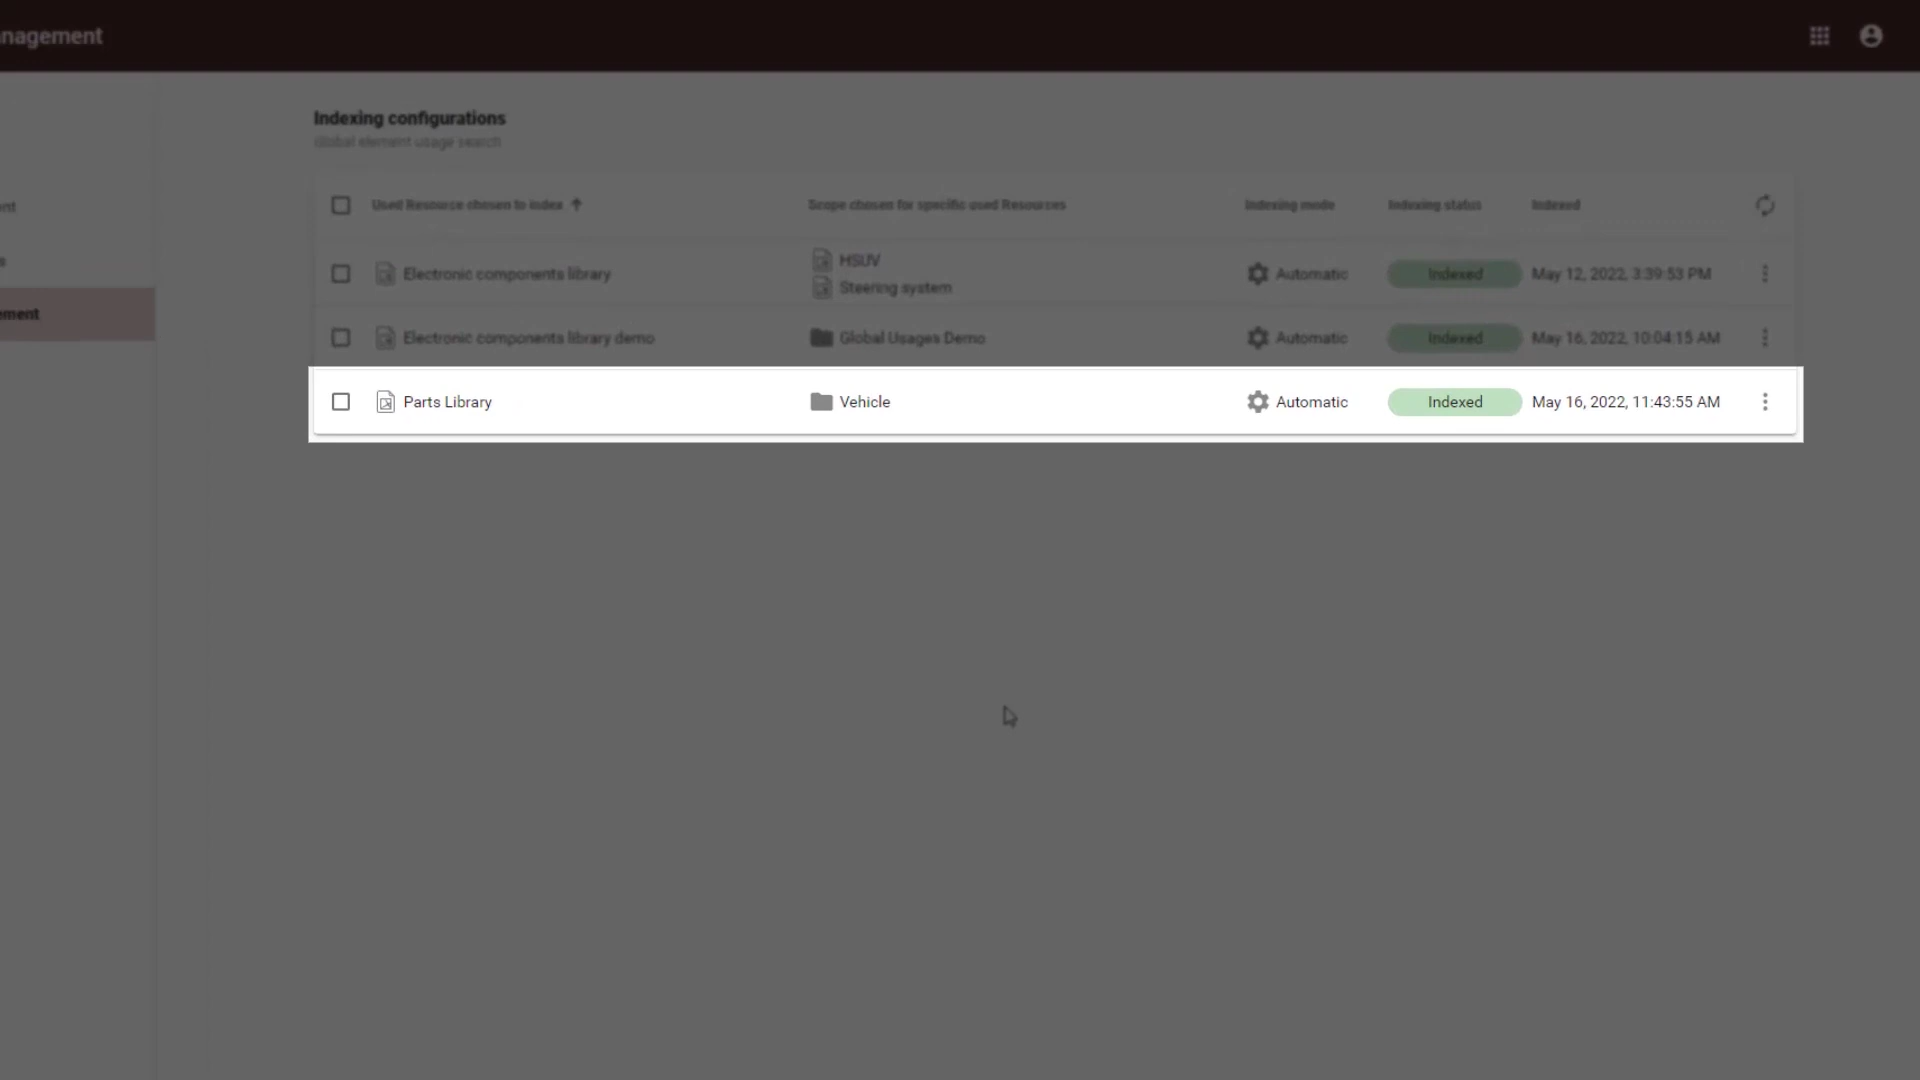 nagement
Indexing configurations
Global element usage search
nt
s
ement
Used Resource chosen to index
Scope chosen for specific used Resources
Indexing mode
Indexing status
Indexed
Electronic components library
HSUV
Steering system
Automatic
Indexed
May 12, 2022, 3:39:53 PM
Electronic components library demo
Global Usages Demo
Automatic
Indexed
May 16, 2022, 10:04:15 AM
Parts Library
Vehicle
Automatic
Indexed
May 16, 2022, 11:43:55 AM